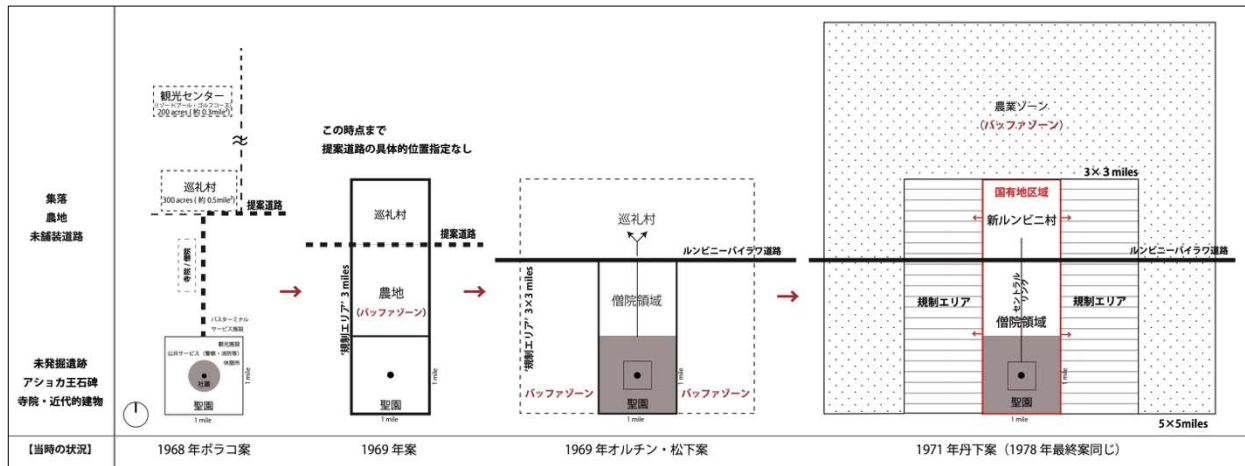 集落
農地
未舗装道路
未発掘遺跡
アショカ王石碑
寺院・近代的建物
【当時の状況】
観光センター
リゾートプール・ゴルフコース
200 acres ( 約 0.3mile²)
巡礼村
300 acres ( 約 0.5mile²)
提案道路
寺院 / 僧院
バスターミナル
サービス施設
観光施設
公共サービス（警察・消防等）
休憩所
社叢
聖園
1 mile
1 mile
1968 年ポラコ案
この時点まで
提案道路の具体的位置指定なし
巡礼村
提案道路
農地
（バッファゾーン）
聖園
1 mile
1 mile
1969 年案
‘規制エリア’ 3 miles
巡礼村
ルンビニーバイラワ道路
僧院領域
‘規制エリア’ 3×3 miles
バッファゾーン
バッファゾーン
聖園
1 mile
1 mile
1969 年オルチン・松下案
農業ゾーン
（バッファゾーン）
3×3 miles
国有地区域
新ルンビニ村
ルンビニーバイラワ道路
規制エリア
セントラル
リンク
規制エリア
僧院領域
聖園
1 mile
1 mile
5×5miles
1971 年丹下案（1978 年最終案同じ）